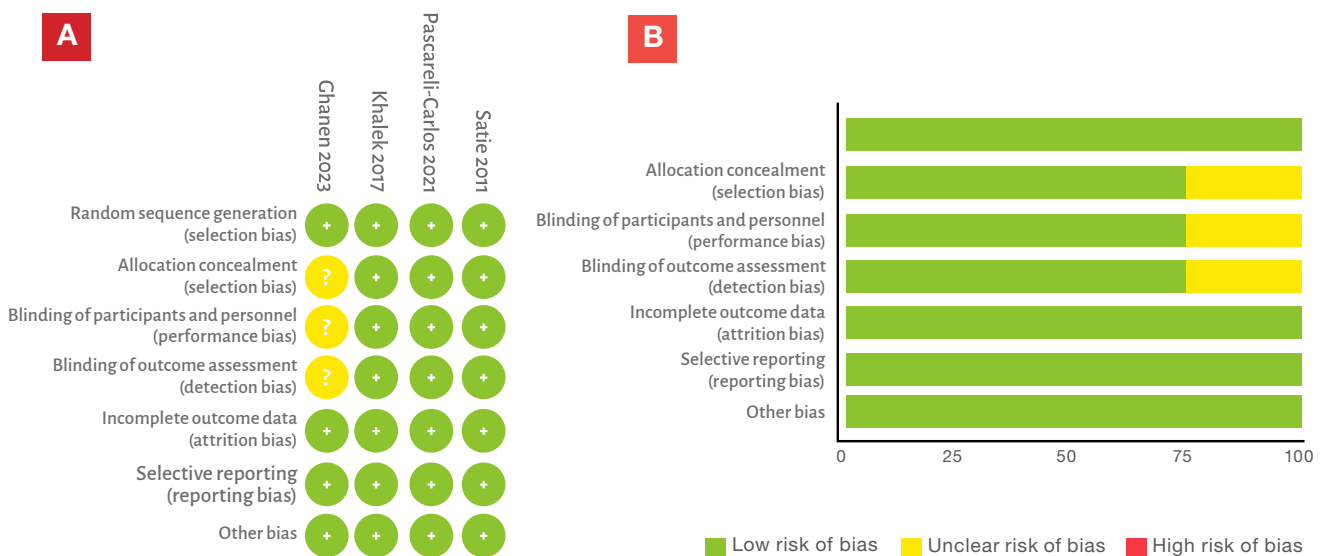 A
Ghanen 2023
Khalek 2017
Pascareli-Carlos 2021
Satie 2011
Random sequence generation
(selection bias)
+ + + +
Allocation concealment
(selection bias)
? + + +
Blinding of participants and personnel
(performance bias)
? + + +
Blinding of outcome assessment
(detection bias)
? + + +
Incomplete outcome data
(attrition bias)
+ + + +
Selective reporting
(reporting bias)
+ + + +
Other bias
+ + + +
B
Allocation concealment
(selection bias)
Blinding of participants and personnel
(performance bias)
Blinding of outcome assessment
(detection bias)
Incomplete outcome data
(attrition bias)
Selective reporting
(reporting bias)
Other bias
0 25 50 75 100
Low risk of bias Unclear risk of bias High risk of bias